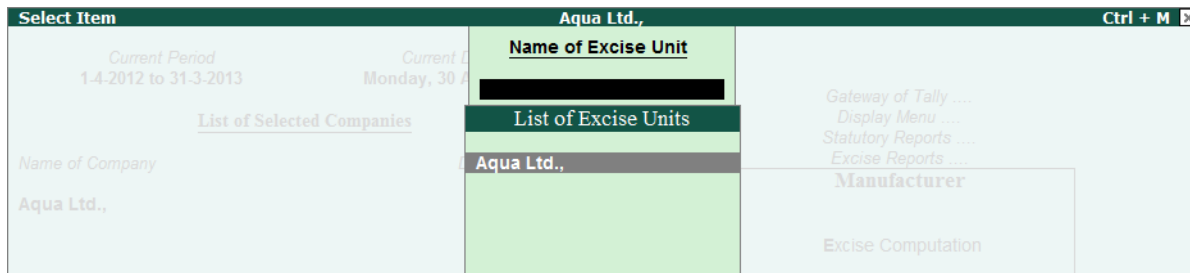 Select Item Aqua Ltd., Ctrl + M
Name of Excise Unit
Current Period Current D
1-4-2012 to 31-3-2013 Monday, 30 A
List of Selected Companies
Name of Company
Aqua Ltd.,
List of Excise Units
Aqua Ltd.,
Gateway of Tally ....
Display Menu ....
Statutory Reports ....
Excise Reports ....
Manufacturer
Excise Computation